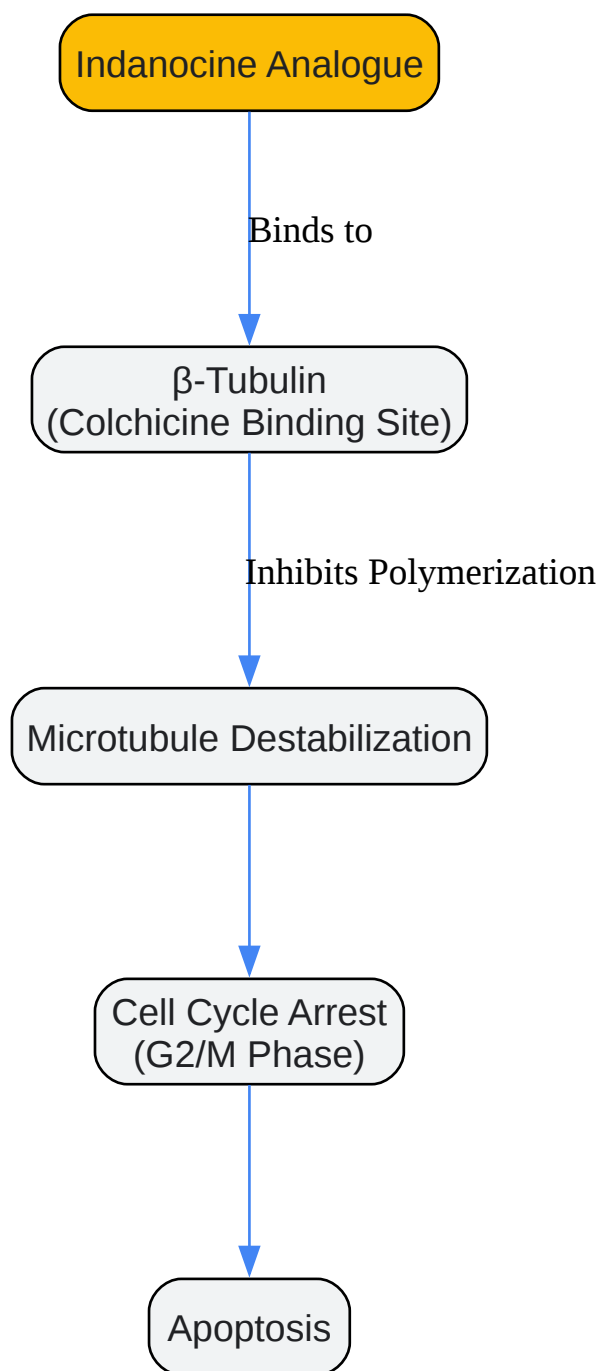 Indanocine Analogue
Binds to
β-Tubulin
(Colchicine Binding Site)
Inhibits Polymerization
Microtubule Destabilization
Cell Cycle Arrest
(G2/M Phase)
Apoptosis